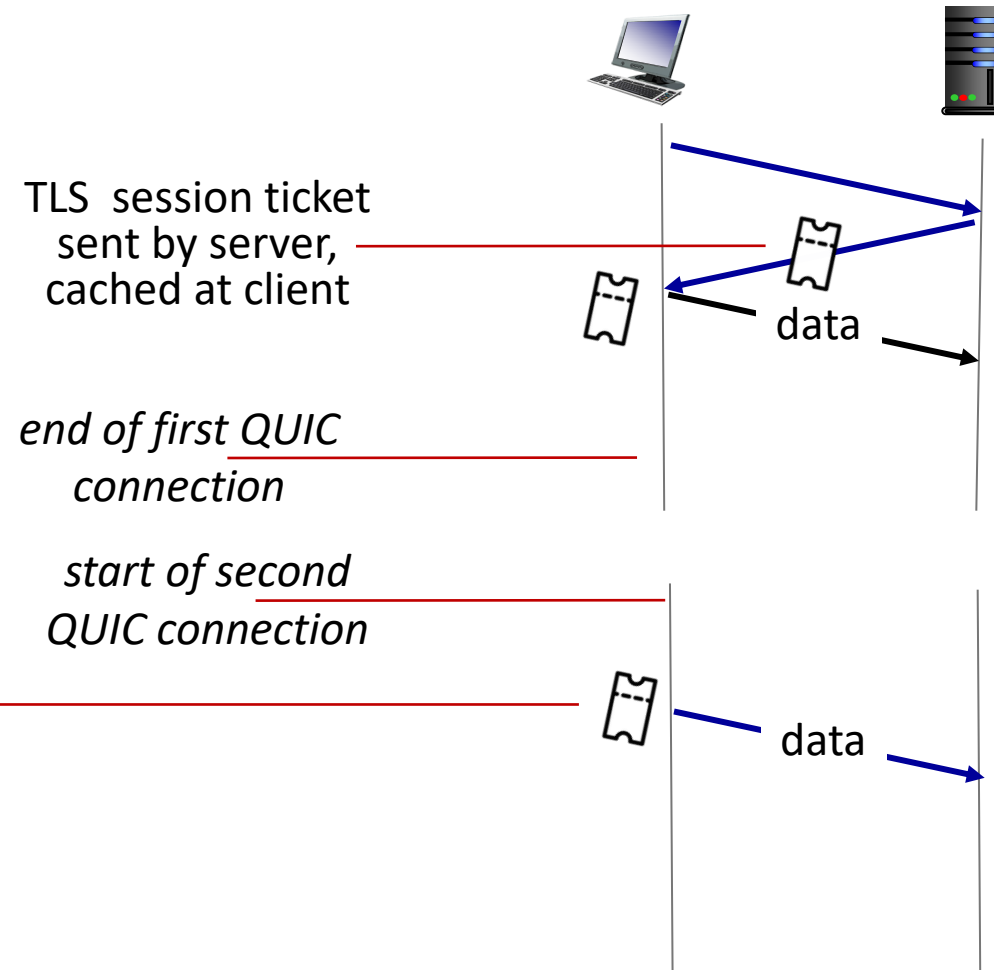 TLS  session ticket
sent by server,
cached at client
data
end of first QUIC
connection
start of second
QUIC connection
data